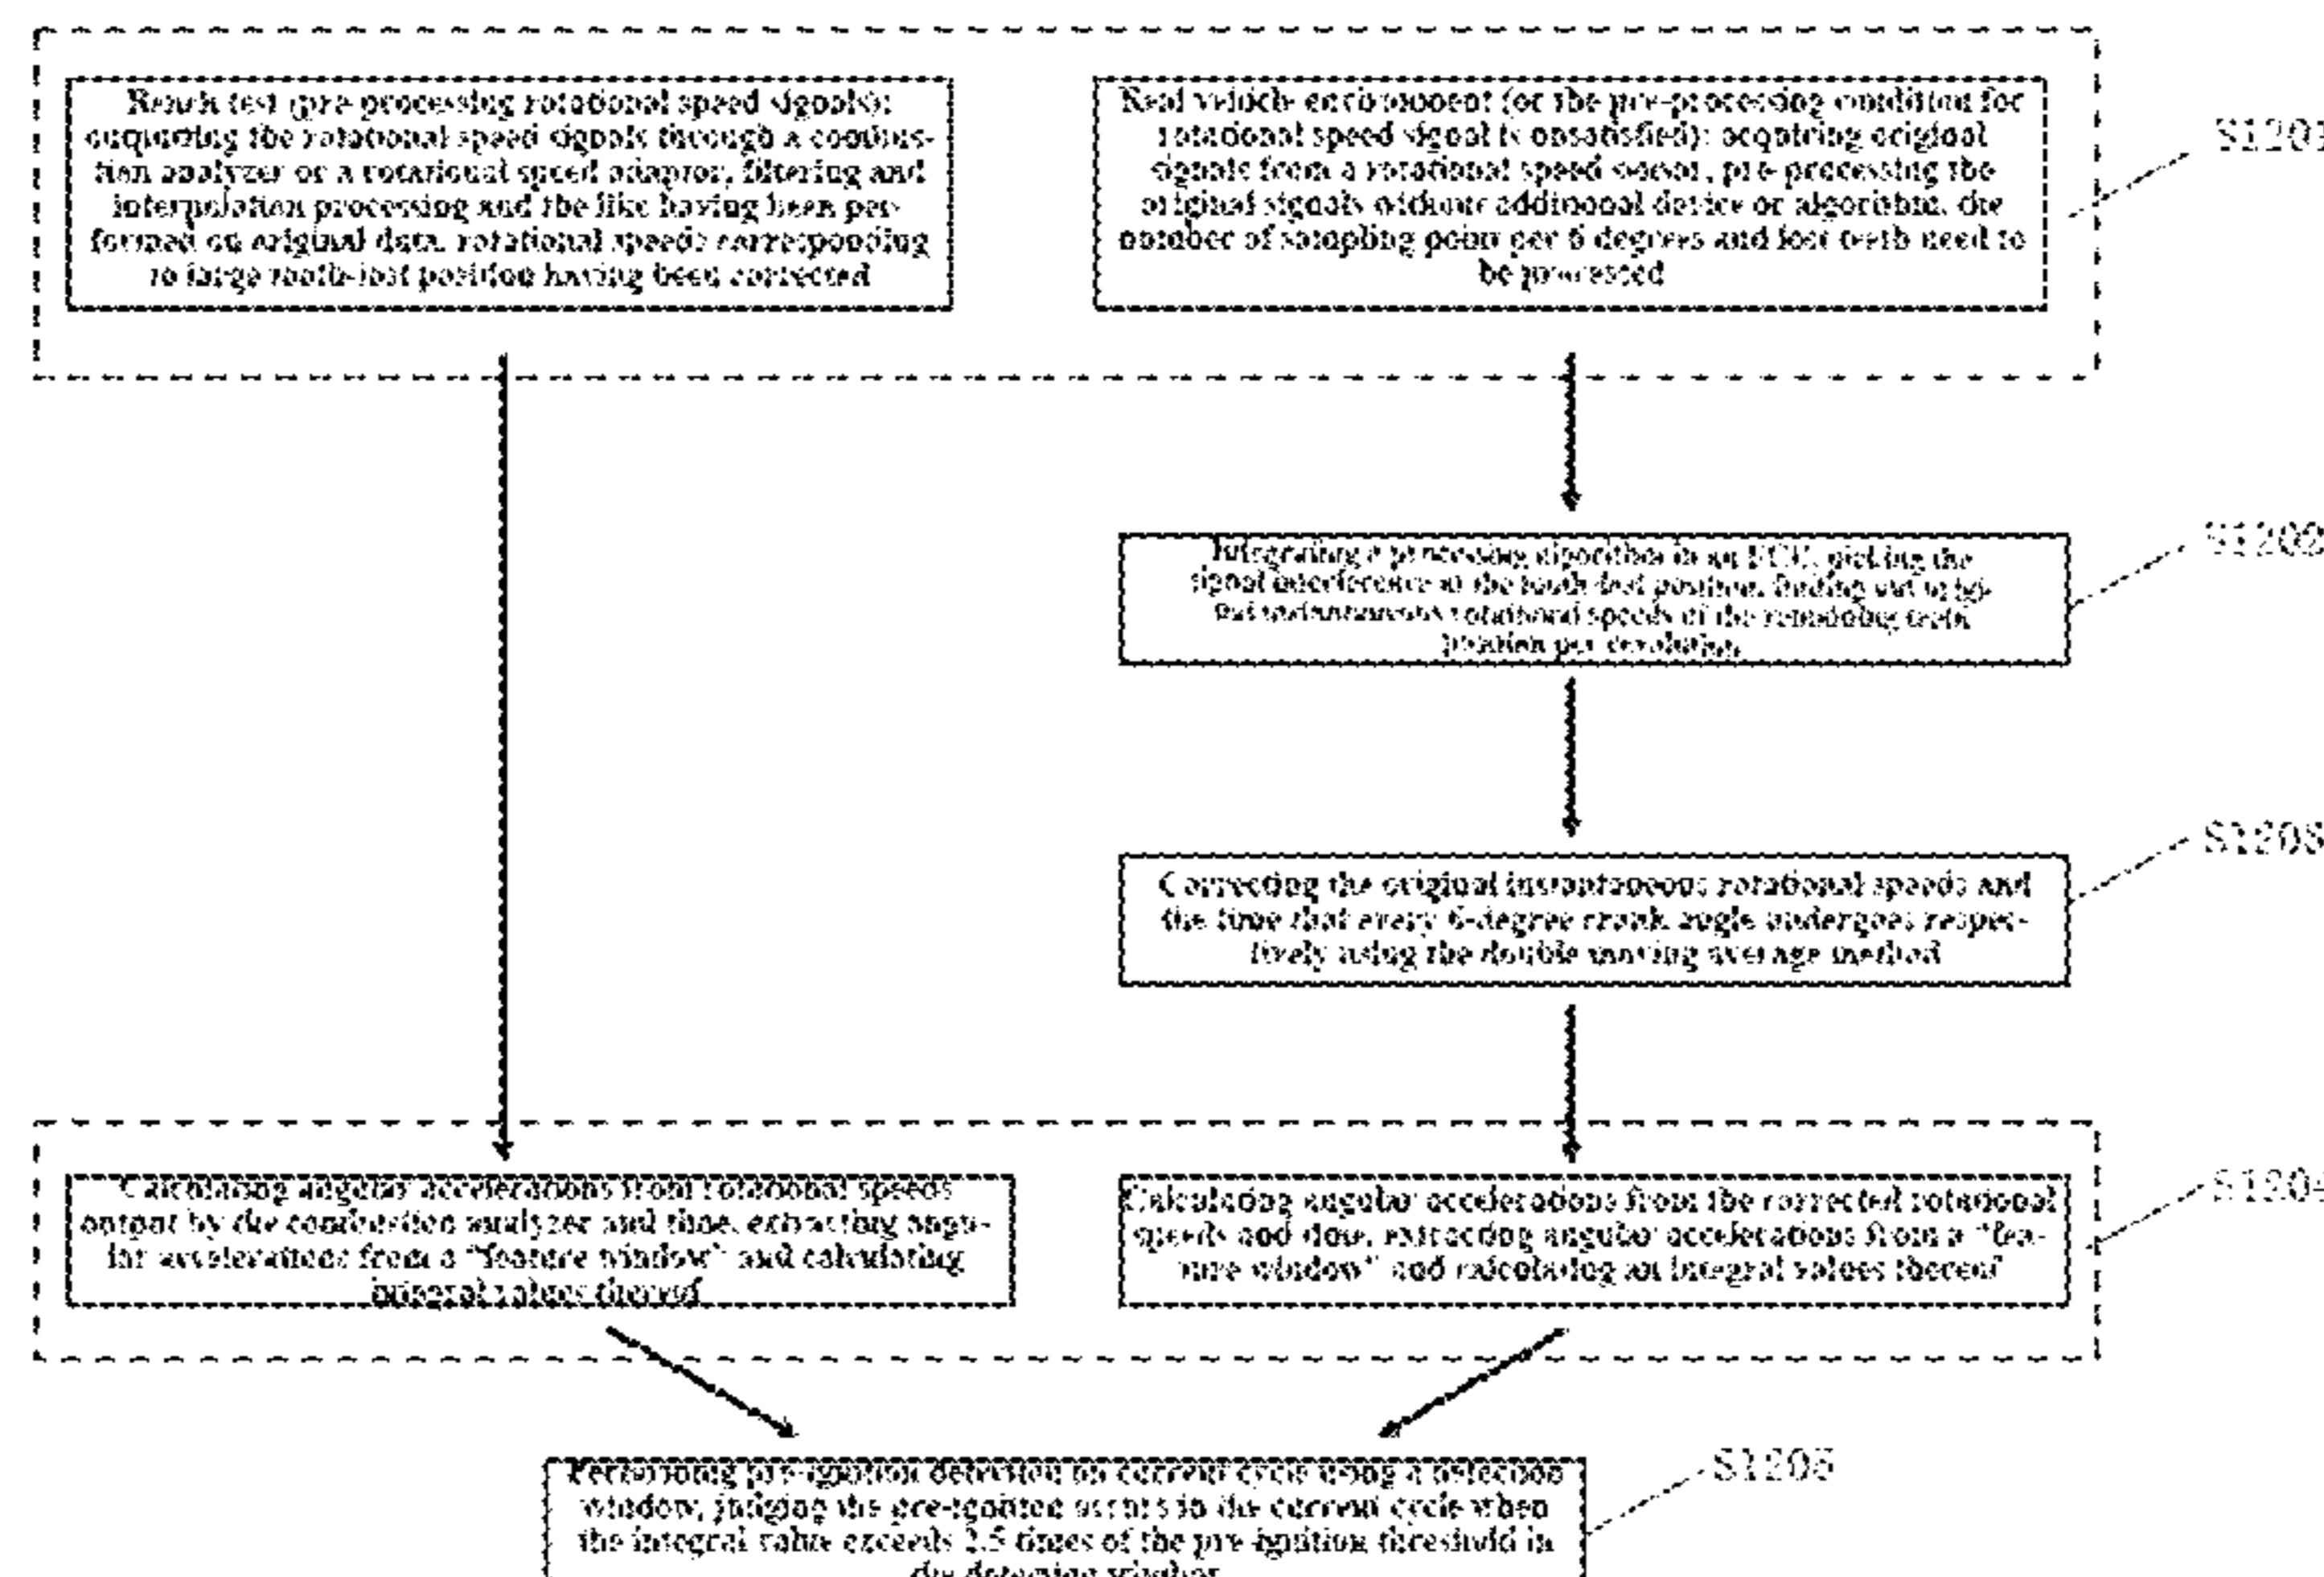 Bench test (pre-processing rotational speed signals):
outputting the rotational speed signals through a combus-
tion analyzer or a rotational speed adaptor, filtering and
interpolation processing and the like having been per-
formed on original data, rotational speeds corresponding
to large tooth-lost position having been corrected
Real vehicle environment (or the pre-processing condition for
rotational speed signal is unsatisfied): acquiring original
signals from a rotational speed sensor, pre-processing the
original signals without additional device or algorithm, the
number of sampling point per 6 degrees and lost teeth need to
be processed
S1201
Integrating a processing algorithm in an ECU, picking the
signal interference at the tooth-lost position, finding out
instantaneous rotational speeds of the remaining teeth
position per revolution
S1202
Correcting the original instantaneous rotational speeds and
the time that every 6-degree crank angle undergoes respec-
tively using the double moving average method
S1203
Calculating angular accelerations from rotational speeds
output by the combustion analyzer and time, extracting angu-
lar accelerations from a "feature window" and calculating
integral values thereof
Calculating angular accelerations from the corrected rotational
speeds and time, extracting angular accelerations from a "fea-
ture window" and calculating an integral values thereof
S1204
Performing pre-ignition detection on current cycle using a detection
window, judging the pre-ignition occurs in the current cycle when
the integral value exceeds 2.5 times of the pre-ignition threshold in
the detection window
S1205